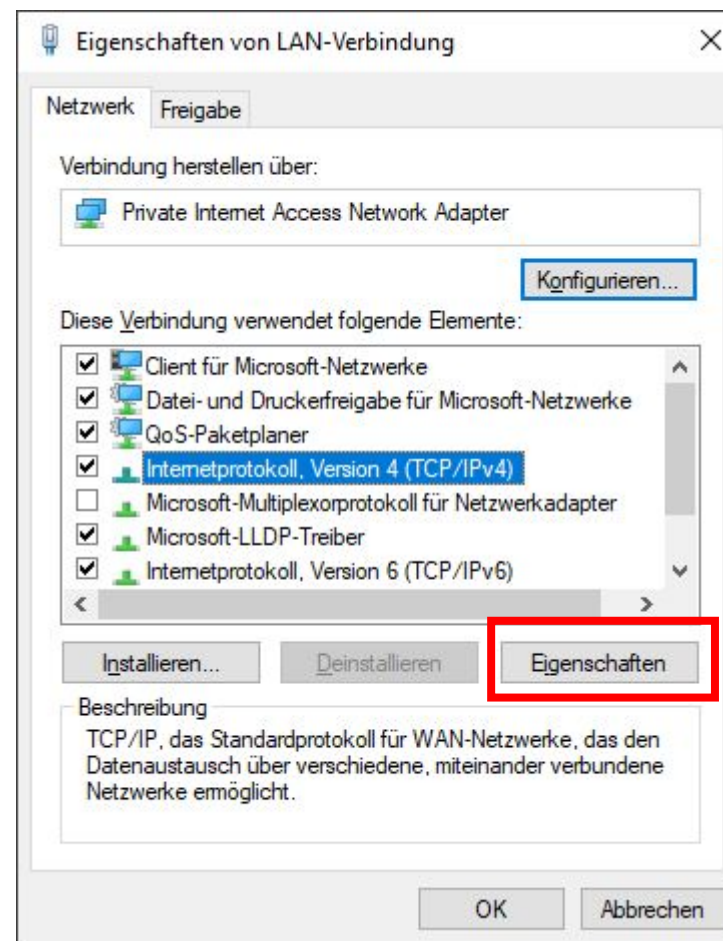 Eigenschaften von LAN-Verbindung
Netzwerk Freigabe
Verbindung herstellen über:
Private Internet Access Network Adapter
Konfigurieren...
Diese Verbindung verwendet folgende Elemente:
Client für Microsoft-Netzwerke
Datei- und Druckerfreigabe für Microsoft-Netzwerke
QoS-Paketplaner
Internetprotokoll, Version 4 (TCP/IPv4)
Microsoft-Multiplexorprotokoll für Netzwerkadapter
Microsoft-LLDP-Treiber
Internetprotokoll, Version 6 (TCP/IPv6)
Installieren... Deinstallieren Eigenschaften
Beschreibung
TCP/IP, das Standardprotokoll für WAN-Netzwerke, das den
Datenaustausch über verschiedene, miteinander verbundene
Netzwerke ermöglicht.
OK Abbrechen